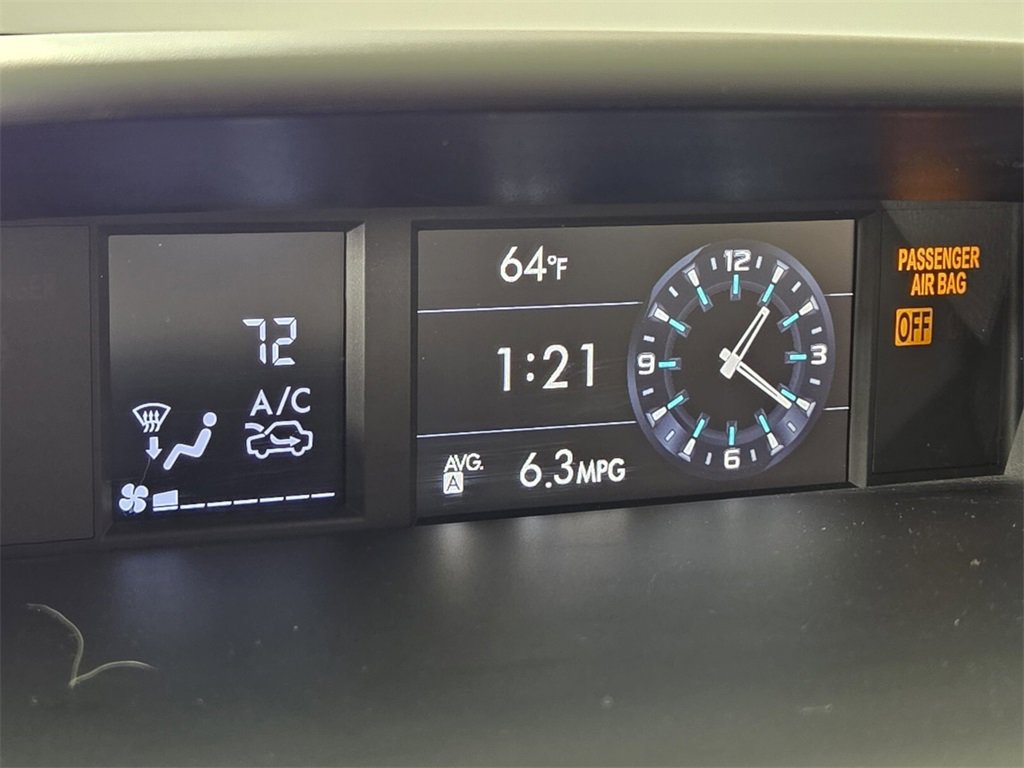 72
A/C
64°F
1:21
AVG.
A
6.3MPG
12
9
3
6
PASSENGER
AIR BAG
OFF